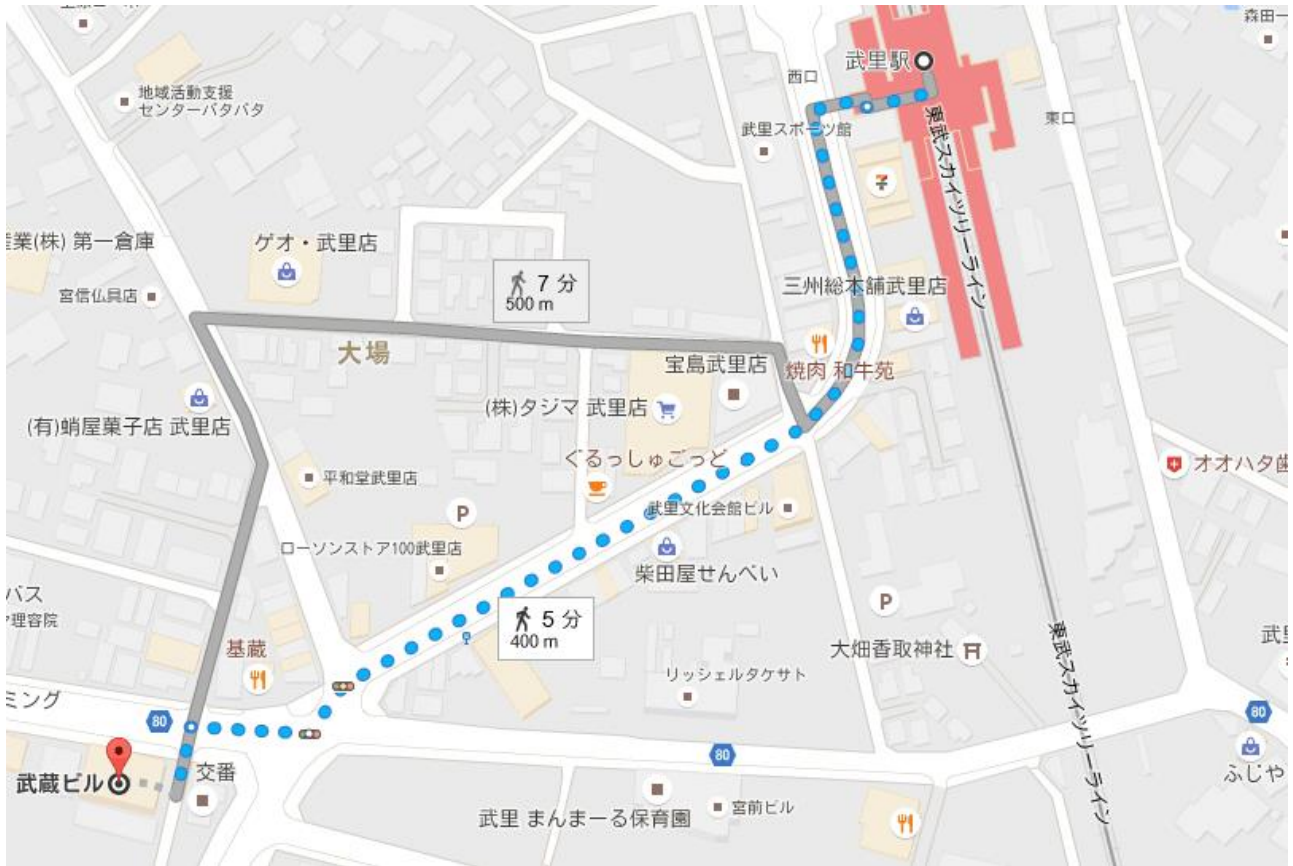 森田一
武里駅
西口
地域活動支援
センターパタパタ
武里スポーツ館
東口
東武スカイツリーライン
業(株) 第一倉庫
ゲオ・武里店
宮信仏具店
7 分
500 m
三州総本舗武里店
大場
宝島武里店
焼肉 和牛苑
(株)タジマ 武里店
(有)蛸屋菓子店 武里店
ぐるっしゅごっど
オオハタ歯
平和堂武里店
P
武里文化会館ビル
ローソンストア100武里店
柴田屋せんべい
バス
理容院
5 分
400 m
P
基蔵
大畑香取神社
武里
東武スカイツリーライン
リッシェルタケサト
ミング
80
80
80
武蔵ビル
交番
ふじや
武里 まんまーる保育園
宮前ビル